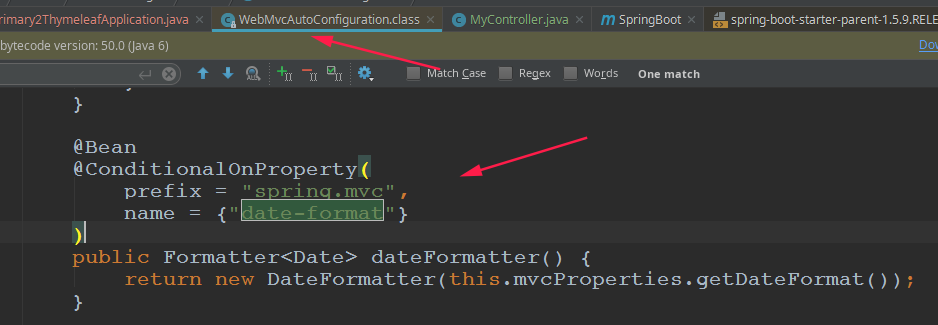 rimary2ThymeleafApplication.java × WebMvcAutoConfiguration.class × MyController.java × SpringBoot × spring-boot-starter-parent-1.5.9.RELE
bytecode version: 50.0 (Java 6) Dow
Match Case Regex Words One match
}
@Bean
@ConditionalOnProperty(
prefix = "spring.mvc",
name = {"date-format"}
)
public Formatter<Date> dateFormatter() {
return new DateFormatter(this.mvcProperties.getDateFormat());
}